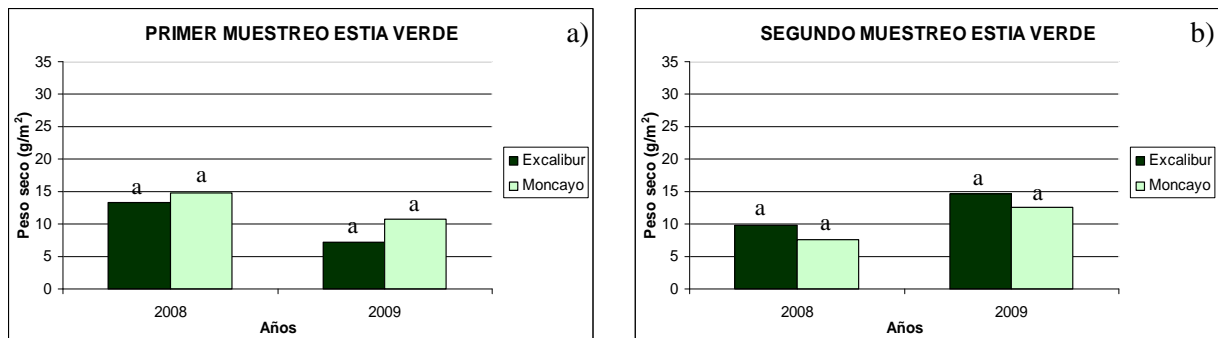 PRIMER MUESTREO ESTIA VERDE
a)
Peso seco (g/m²)
35
30
25
20
15
10
5
0
a
a
a
a
2008
2009
Años
Excalibur
Moncayo
SEGUNDO MUESTREO ESTIA VERDE
b)
Peso seco (g/m²)
35
30
25
20
15
10
5
0
a
a
a
a
2008
2009
Años
Excalibur
Moncayo